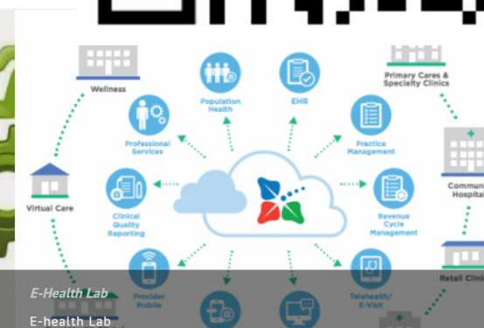 Wellness
Population
Health
EHR
Primary Cares &
Specialty Clinics
Professional
Services
Practice
Management
Virtual Care
Clinical
Quality
Reporting
Revenue
Cycle
Management
Commun
Hospital
Retail Clinic
Provider
Mobile
Telehealth/
E-Visit
E-Health Lab
E-health Lab